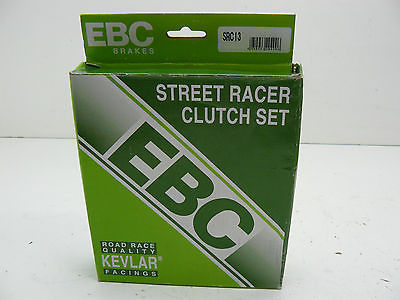 EBC
BRAKES
SRC13
STREET RACER
CLUTCH SET
EBC
ROAD RACE
QUALITY
KEVLAR®
FACINGS